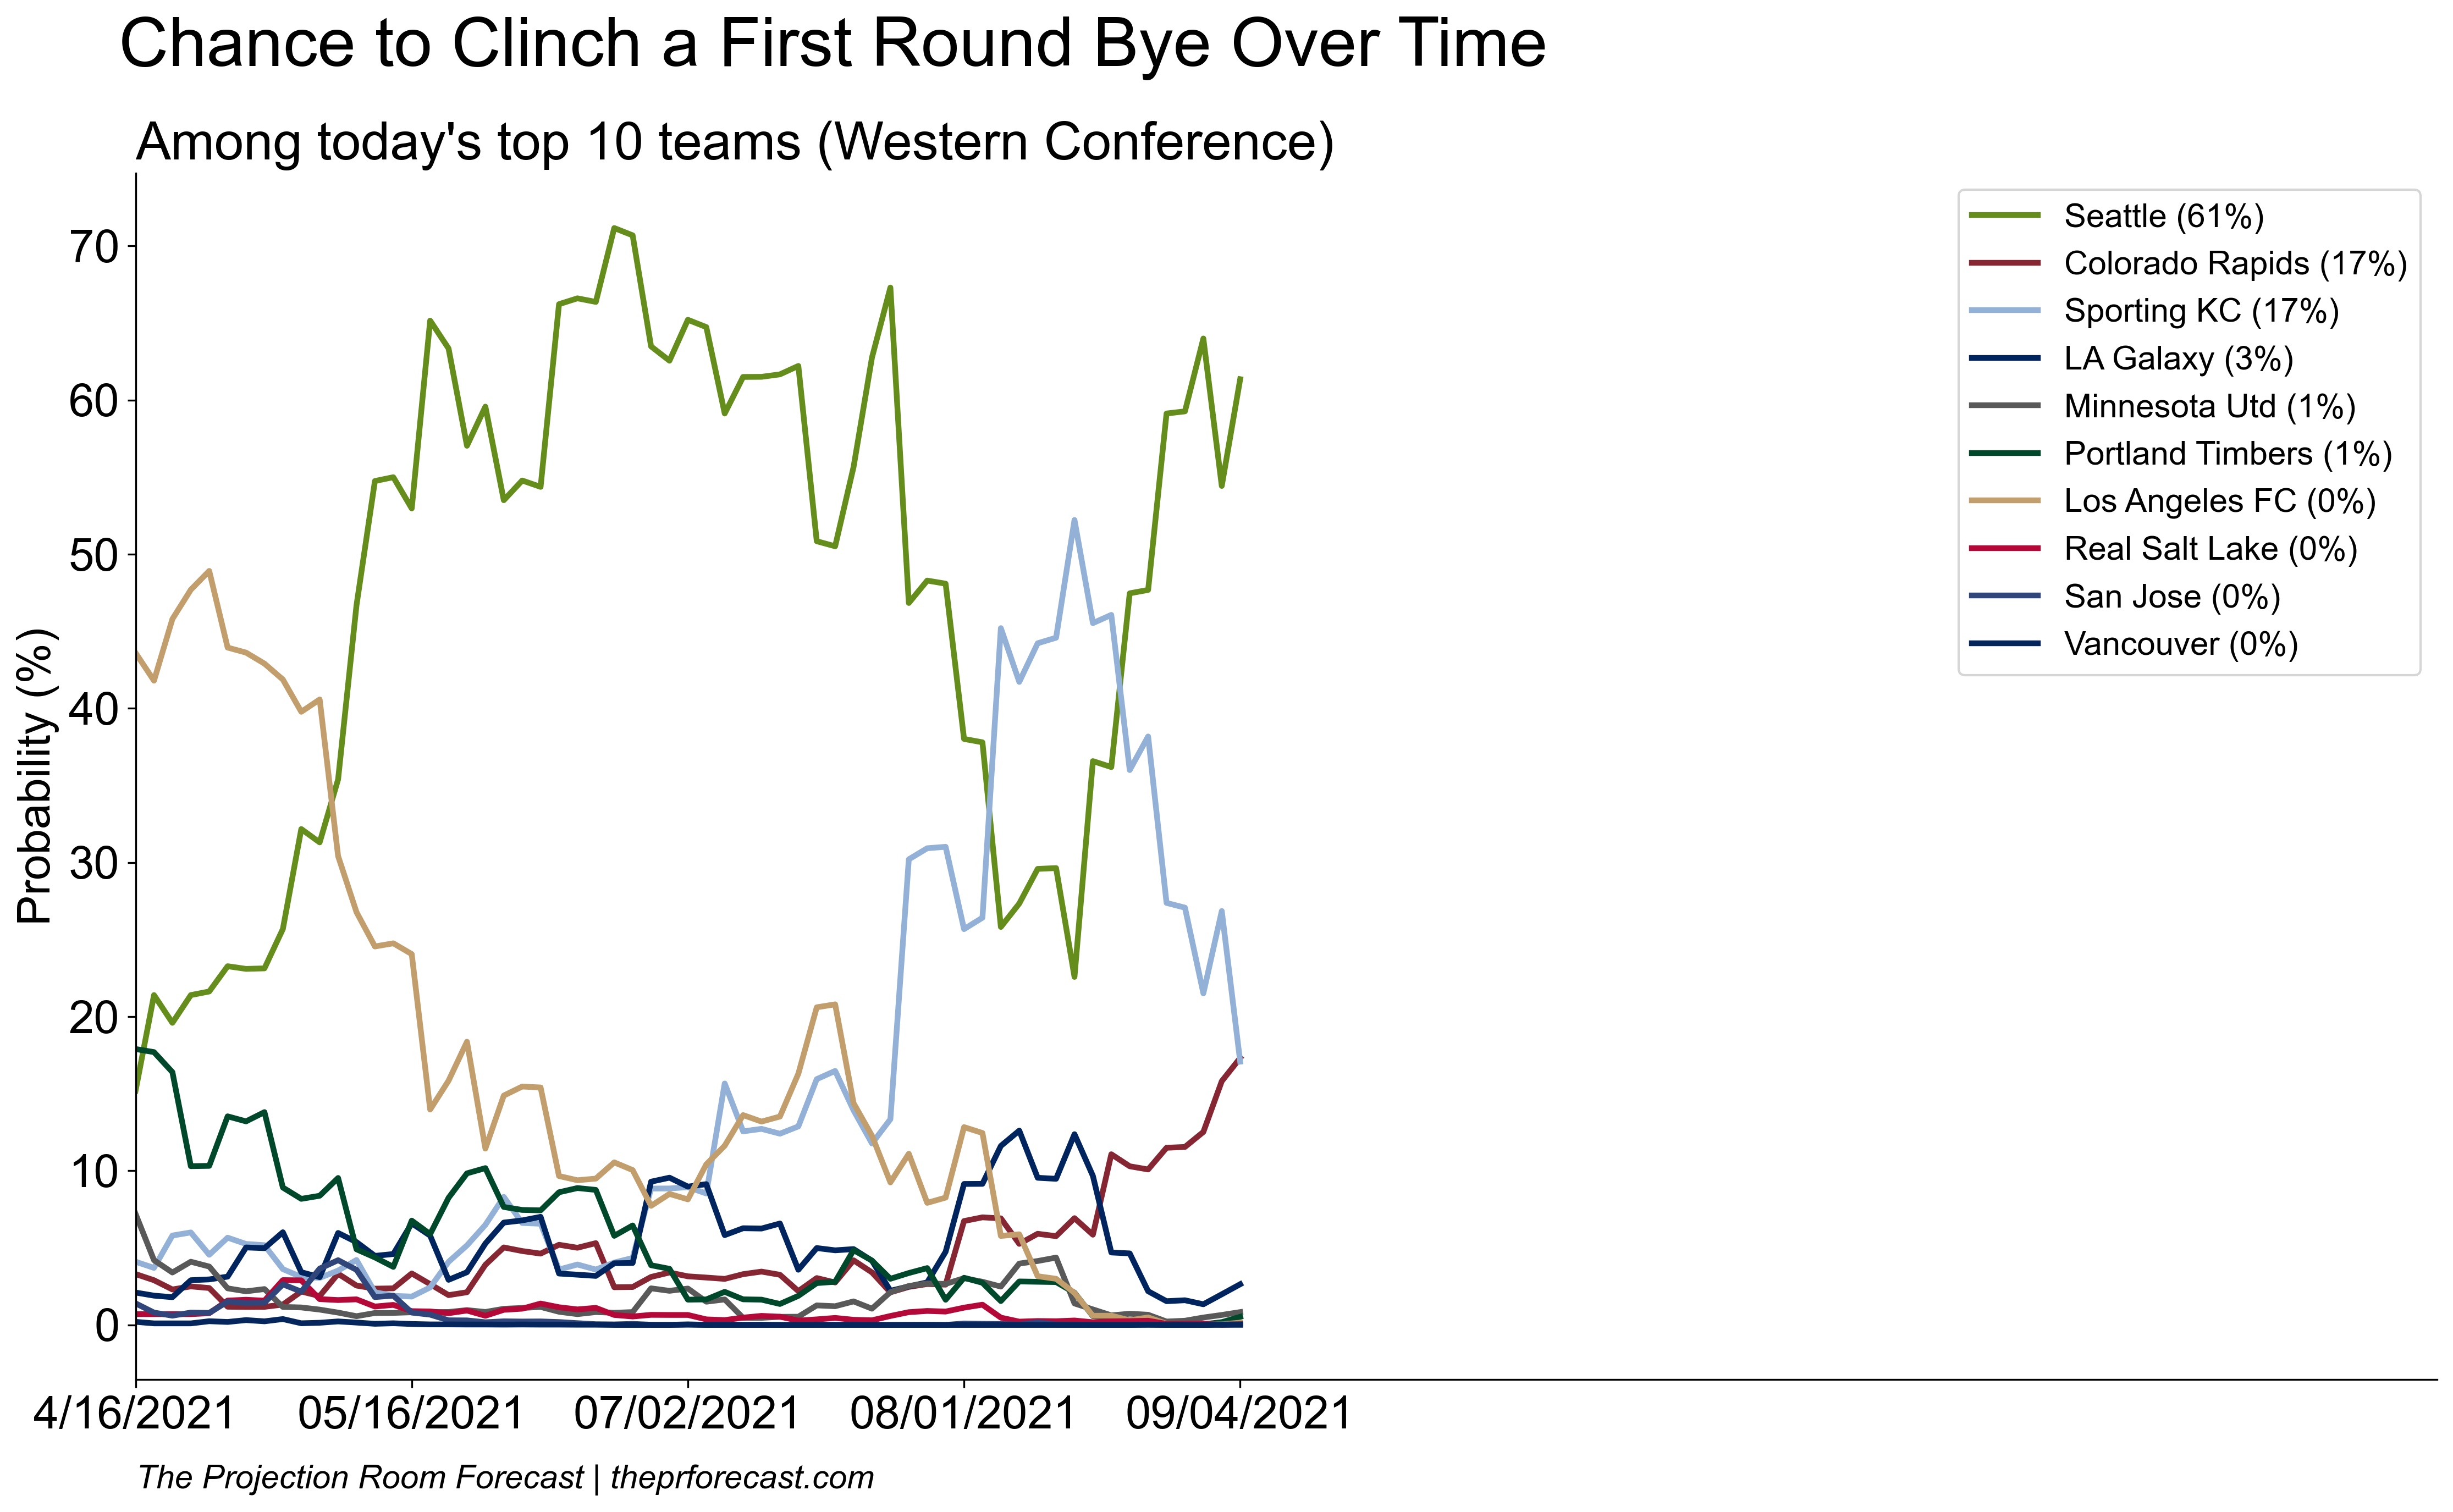 Chance to Clinch a First Round Bye Over Time
Among today's top 10 teams (Western Conference)
Probability (%)
70
60
50
40
30
20
10
0
4/16/2021
05/16/2021
07/02/2021
08/01/2021
09/04/2021
Seattle (61%)
Colorado Rapids (17%)
Sporting KC (17%)
LA Galaxy (3%)
Minnesota Utd (1%)
Portland Timbers (1%)
Los Angeles FC (0%)
Real Salt Lake (0%)
San Jose (0%)
Vancouver (0%)
The Projection Room Forecast | theprforecast.com